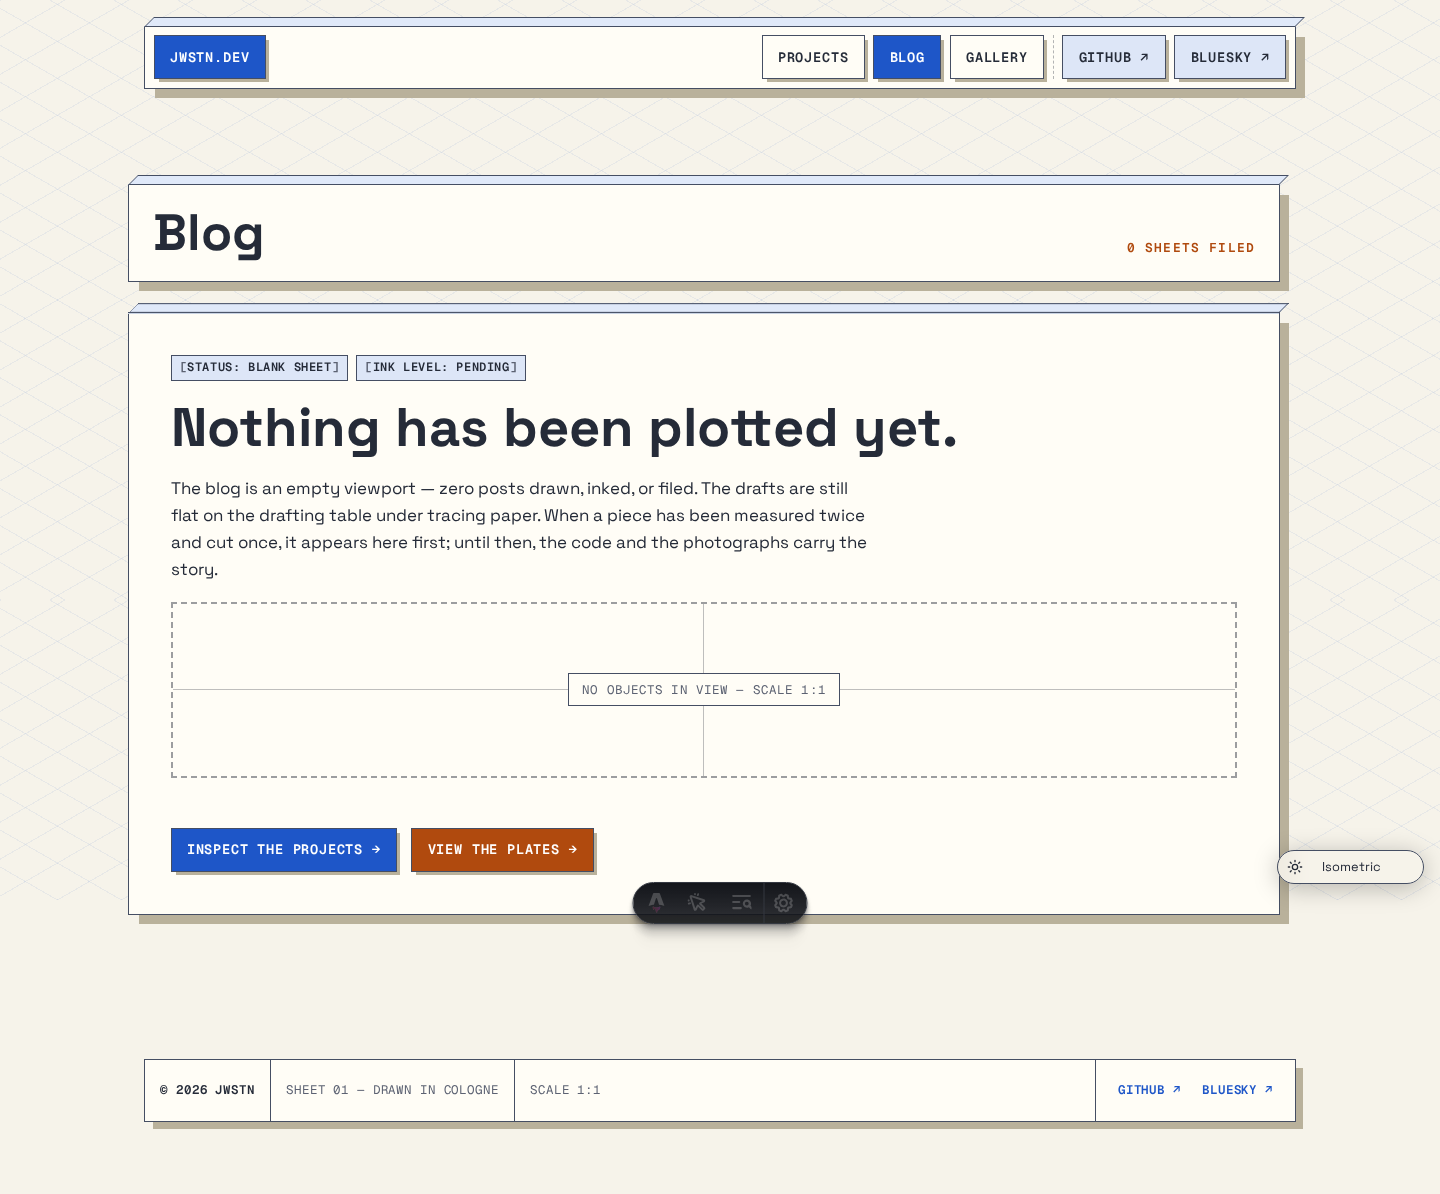 JWSTN.DEV
PROJECTS
BLOG
GALLERY
GITHUB ↗
BLUESKY ↗
Blog
0 SHEETS FILED
[STATUS: BLANK SHEET]
[INK LEVEL: PENDING]
Nothing has been plotted yet.
The blog is an empty viewport — zero posts drawn, inked, or filed. The drafts are still
flat on the drafting table under tracing paper. When a piece has been measured twice
and cut once, it appears here first; until then, the code and the photographs carry the
story.
NO OBJECTS IN VIEW — SCALE 1:1
INSPECT THE PROJECTS →
VIEW THE PLATES →
Isometric
© 2026 JWSTN
SHEET 01 — DRAWN IN COLOGNE
SCALE 1:1
GITHUB ↗
BLUESKY ↗